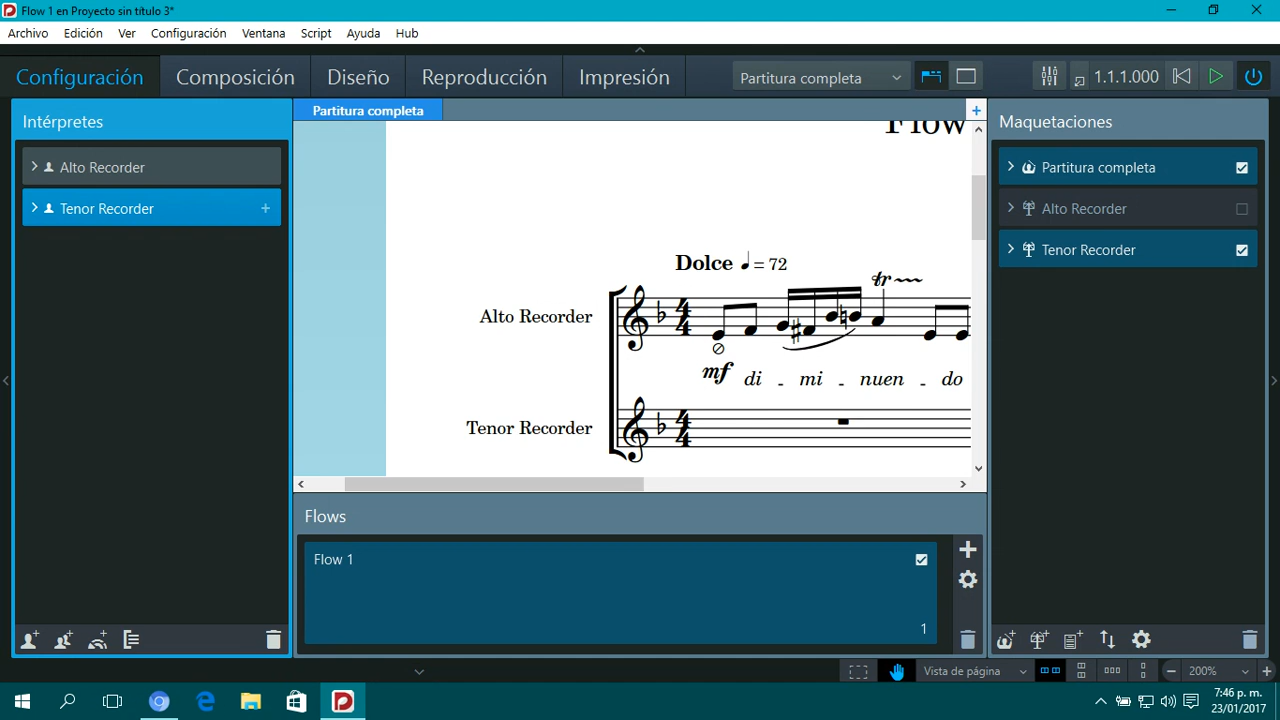 Flow 1 en Proyecto sin título 3*
Archivo Edición Ver Configuración Ventana Script Ayuda Hub
Configuración Composición Diseño Reproducción Impresión Partitura completa 1.1.1.000
Intérpretes
Alto Recorder
Tenor Recorder
Partitura completa
Flow
Dolce = 72
tr
Alto Recorder
mf di - mi - nuen - do
Tenor Recorder
Flows
Flow 1
1
Maquetaciones
Partitura completa
Alto Recorder
Tenor Recorder
Vista de página 200%
7:46 p. m.
23/01/2017